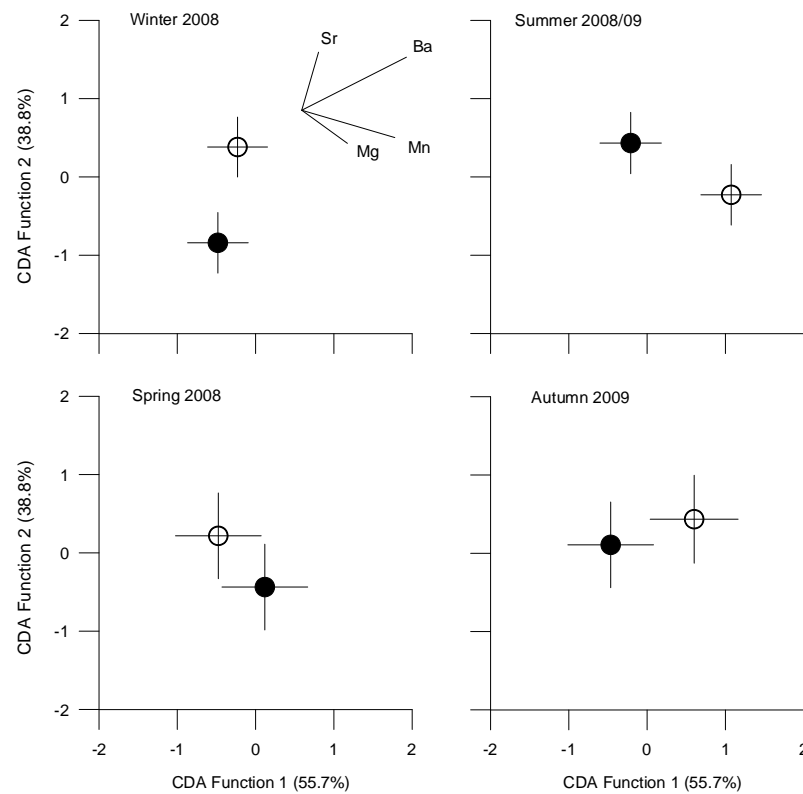 Winter 2008
Summer 2008/09
Sr
Ba
Mg
Mn
2
1
0
-1
-2
CDA Function 2 (38.8%)
Spring 2008
Autumn 2009
2
1
0
-1
-2
CDA Function 2 (38.8%)
-2 -1 0 1 2
-2 -1 0 1 2
CDA Function 1 (55.7%)
CDA Function 1 (55.7%)